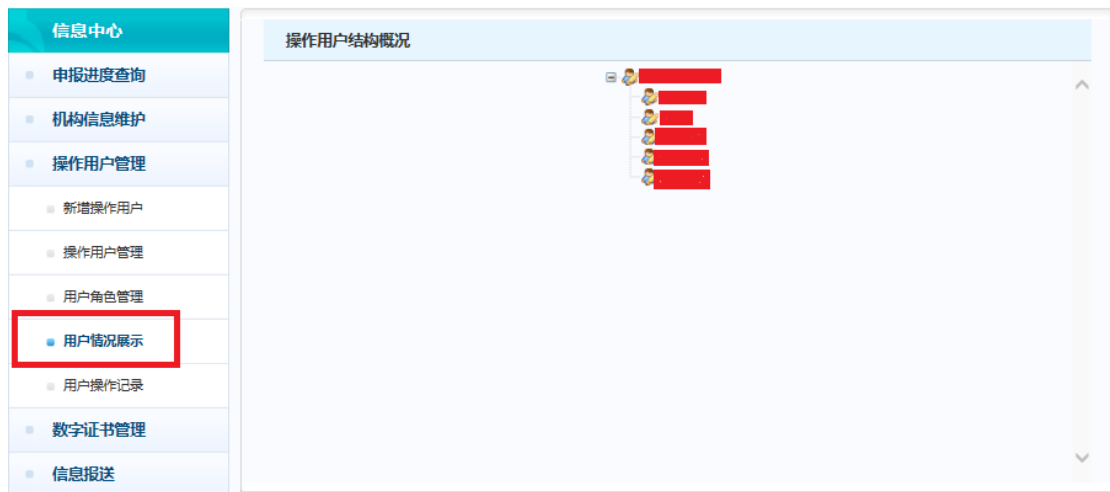 信息中心
申报进度查询
机构信息维护
操作用户管理
新增操作用户
操作用户管理
用户角色管理
用户情况展示
用户操作记录
数字证书管理
信息报送
操作用户结构概况